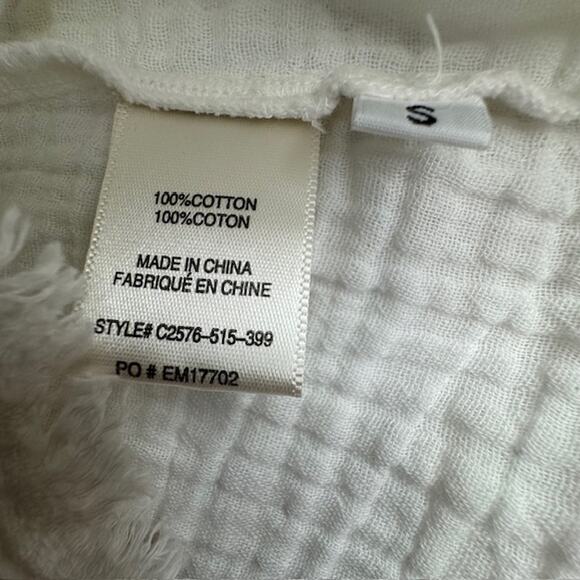 S
100%COTTON
100%COTON
MADE IN CHINA
FABRIQUÉ EN CHINE
STYLE# C2576-515-399
PO # EM17702